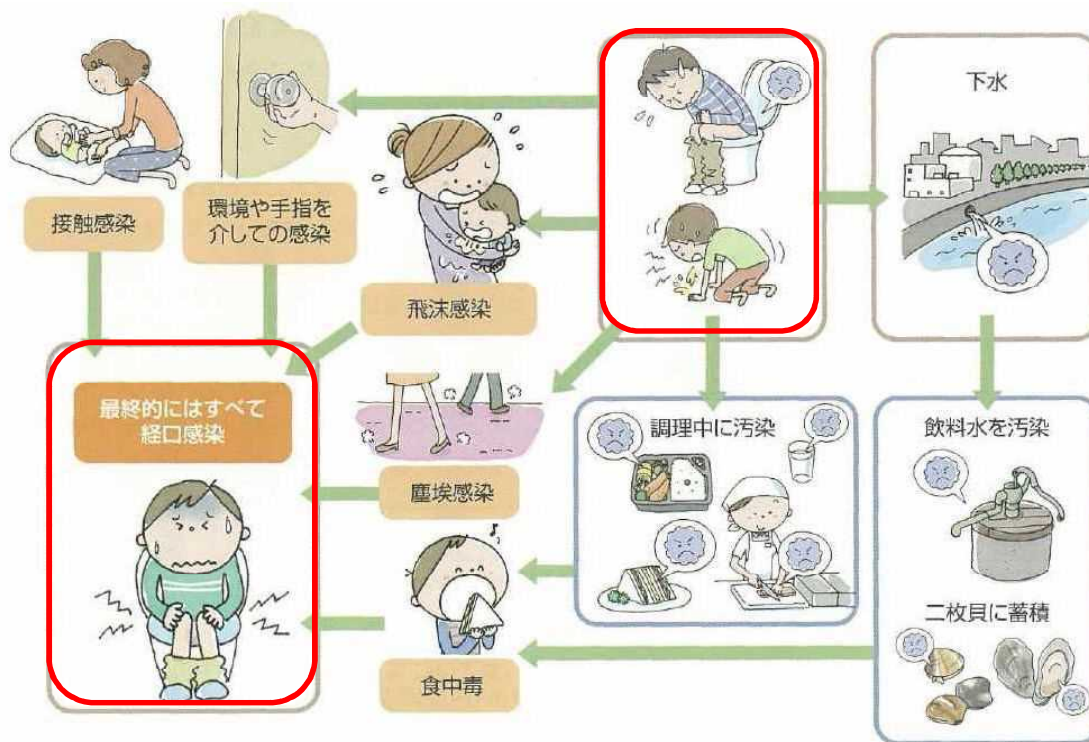 下水
接触感染
環境や手指を
介しての感染
飛沫感染
最終的にはすべて
経口感染
塵埃感染
調理中に汚染
飲料水を汚染
二枚貝に蓄積
食中毒